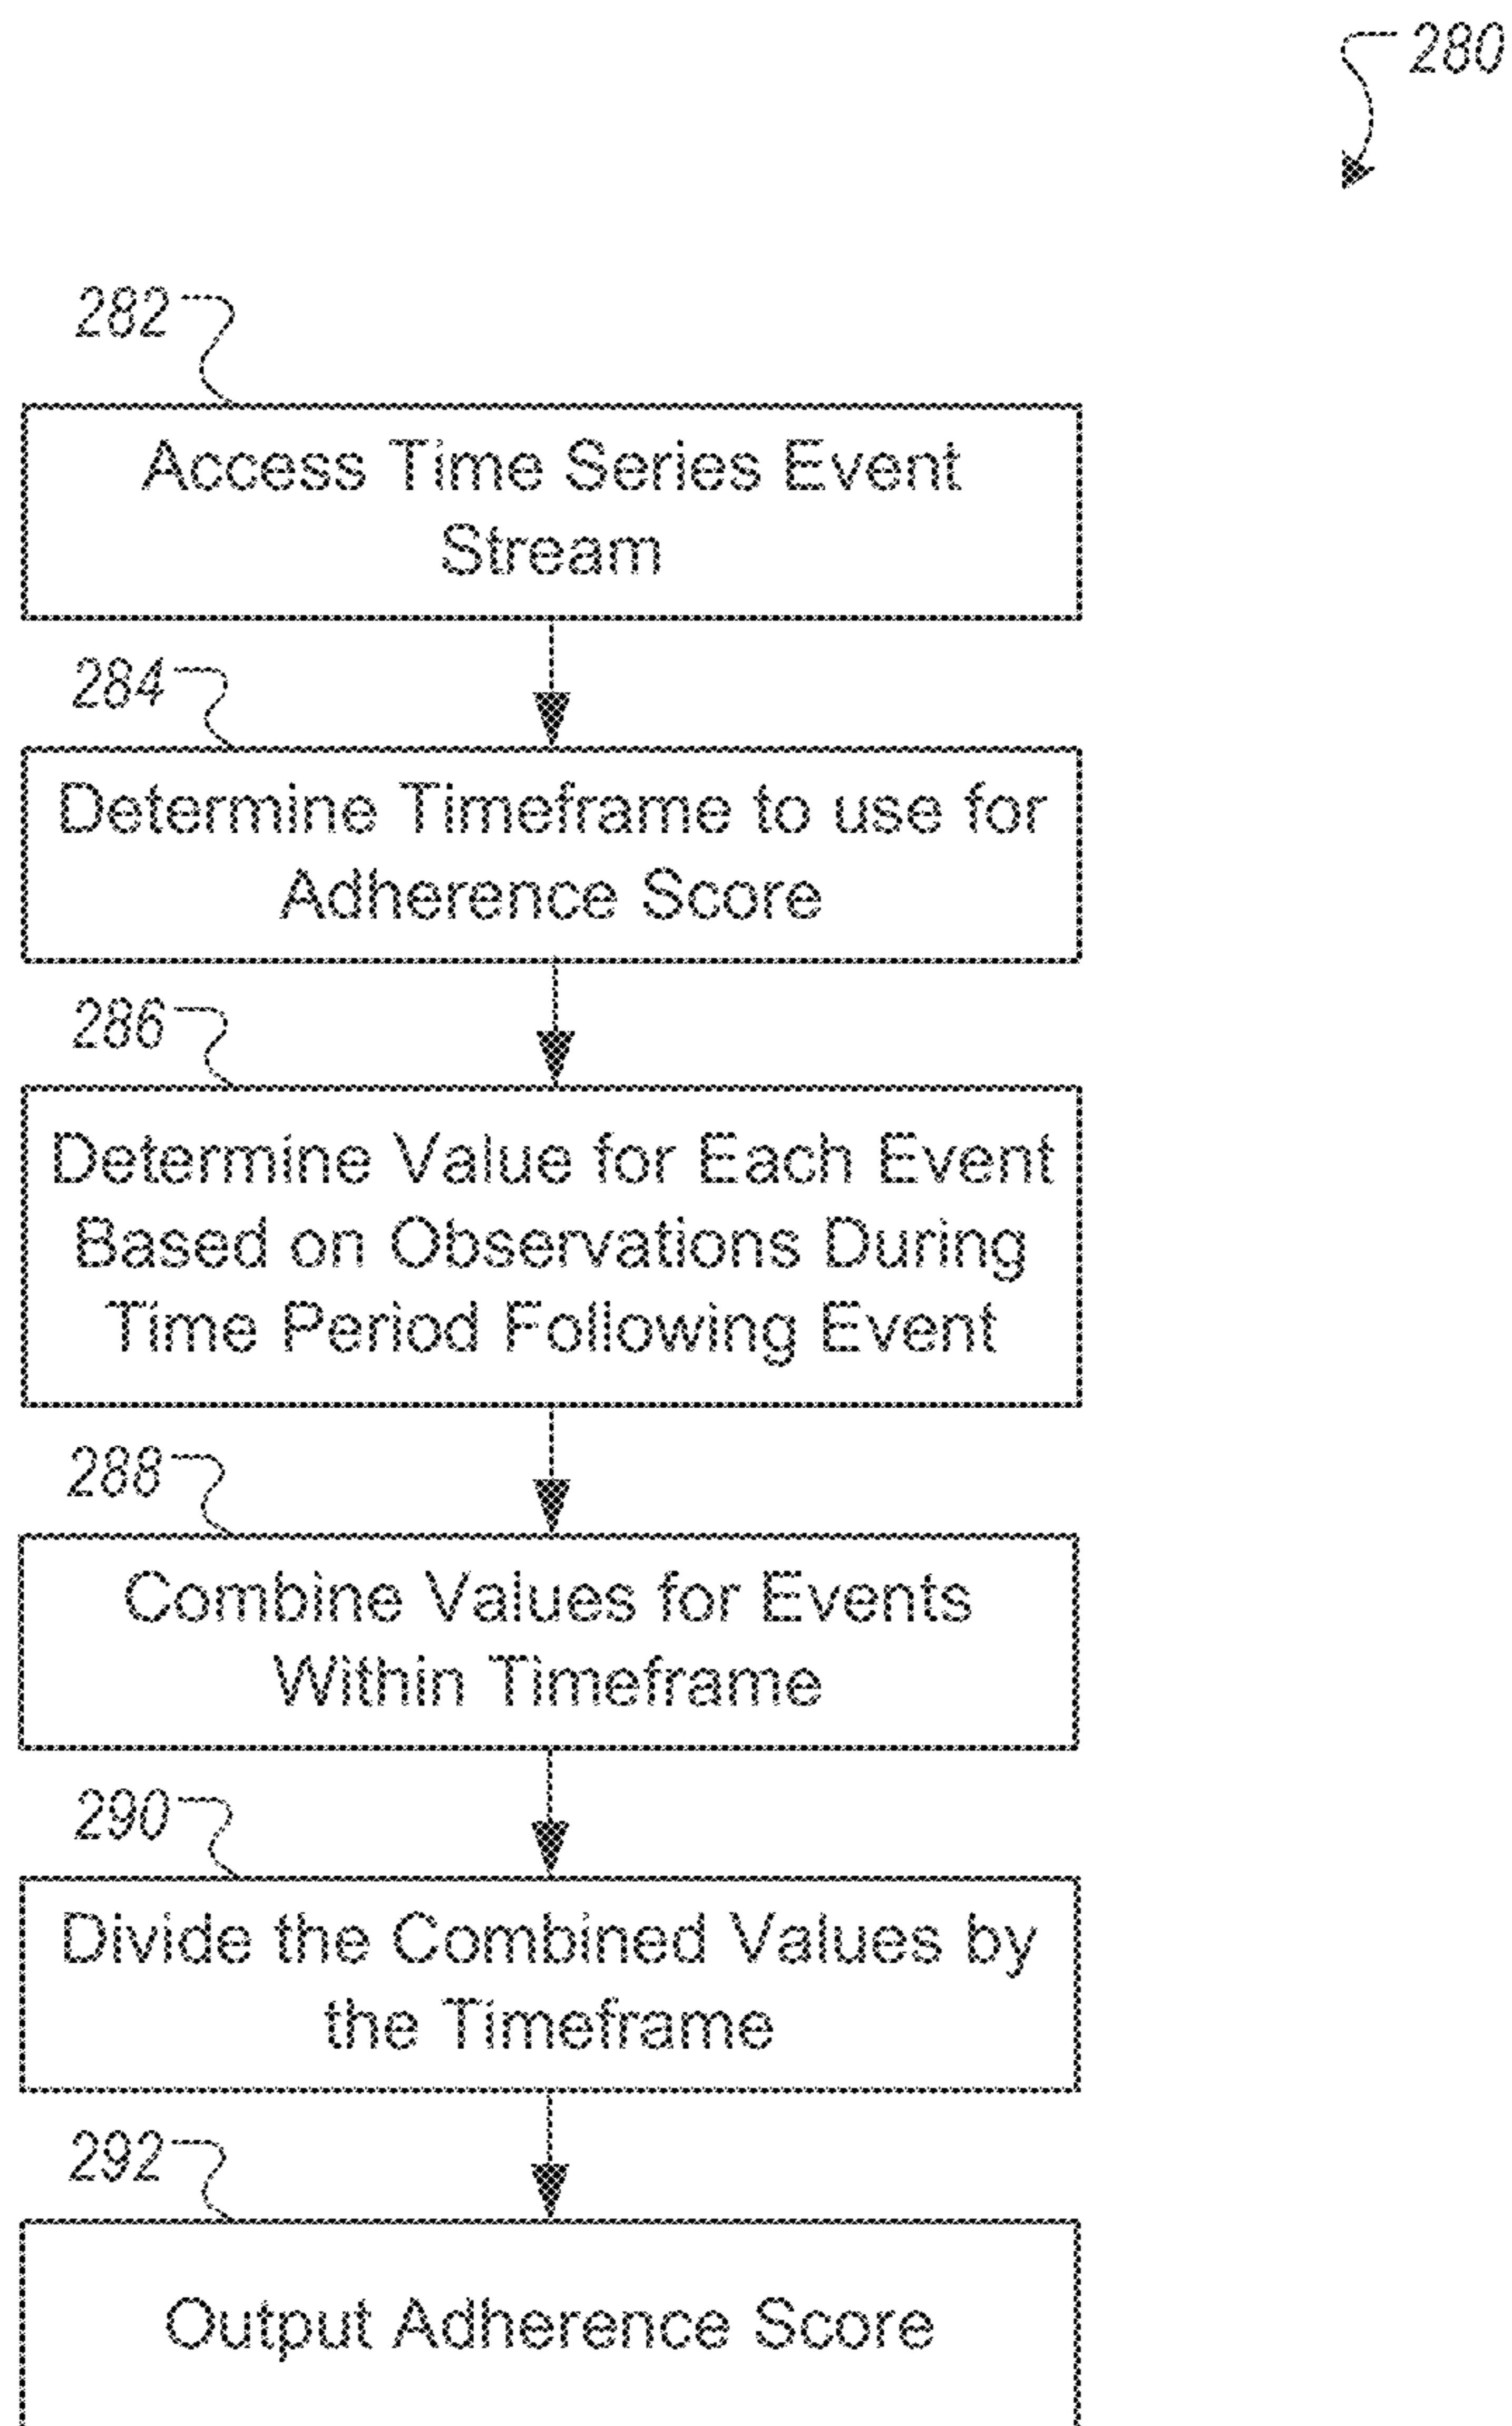 280
282
Access Time Series Event
Stream
284
Determine Timeframe to use for
Adherence Score
286
Determine Value for Each Event
Based on Observations During
Time Period Following Event
288
Combine Values for Events
Within Timeframe
290
Divide the Combined Values by
the Timeframe
292
Output Adherence Score